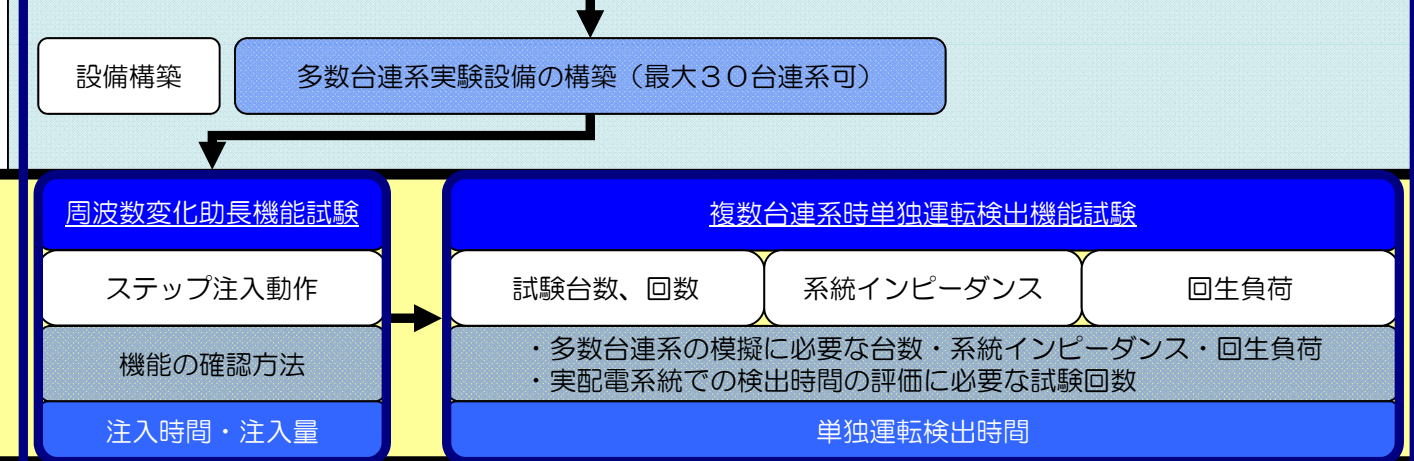 設備構築
多数台連系実験設備の構築（最大３０台連系可）
周波数変化助長機能試験
ステップ注入動作
機能の確認方法
注入時間・注入量
複数台連系時単独運転検出機能試験
試験台数、回数
系統インピーダンス
回生負荷
・多数台連系の模擬に必要な台数・系統インピーダンス・回生負荷
・実配電系統での検出時間の評価に必要な試験回数
単独運転検出時間